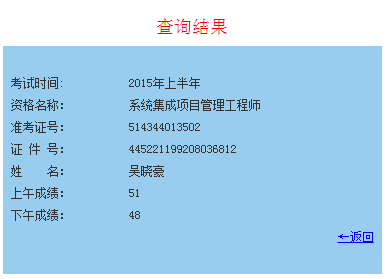 查询结果
考试时间: 2015年上半年
资格名称: 系统集成项目管理工程师
准考证号: 514344013502
证 件 号: 445221199208036812
姓 名: 吴晓豪
上午成绩: 51
下午成绩: 48
←返回